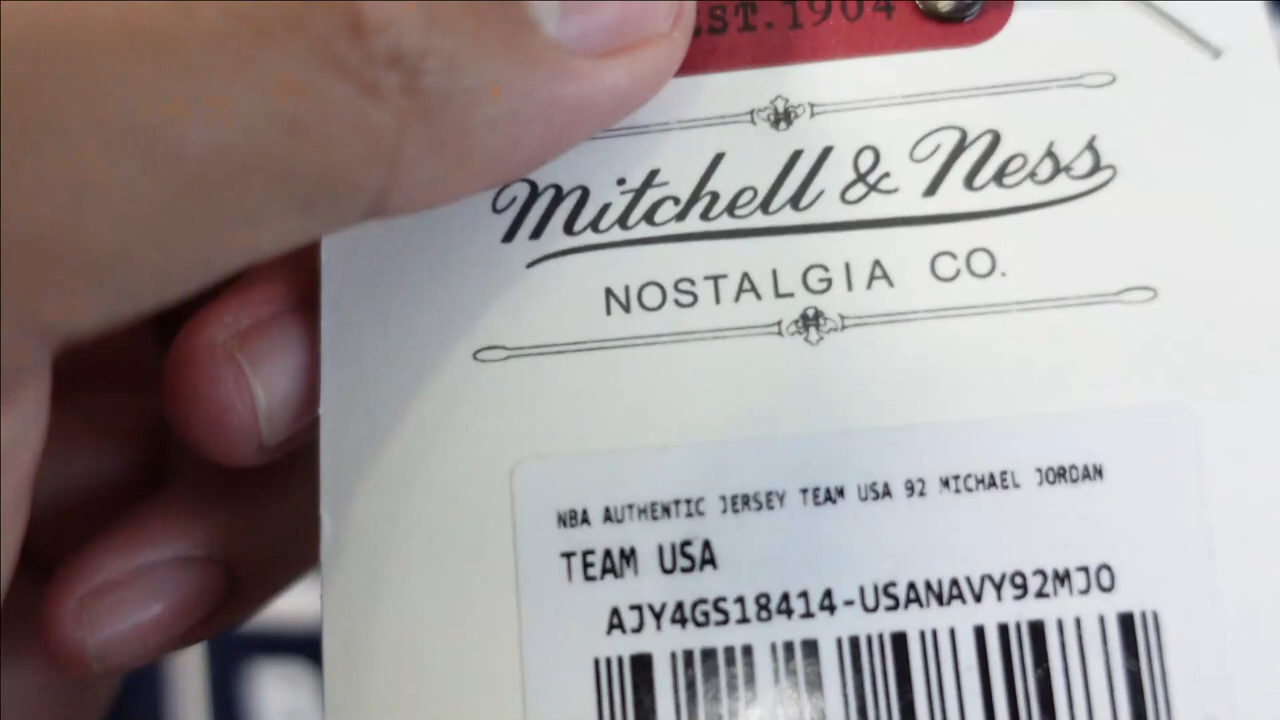 EST.1904
Mitchell & Ness
NOSTALGIA CO.
NBA AUTHENTIC JERSEY TEAM USA 92 MICHAEL JORDAN
TEAM USA
AJY4GS18414-USANAVY92MJO